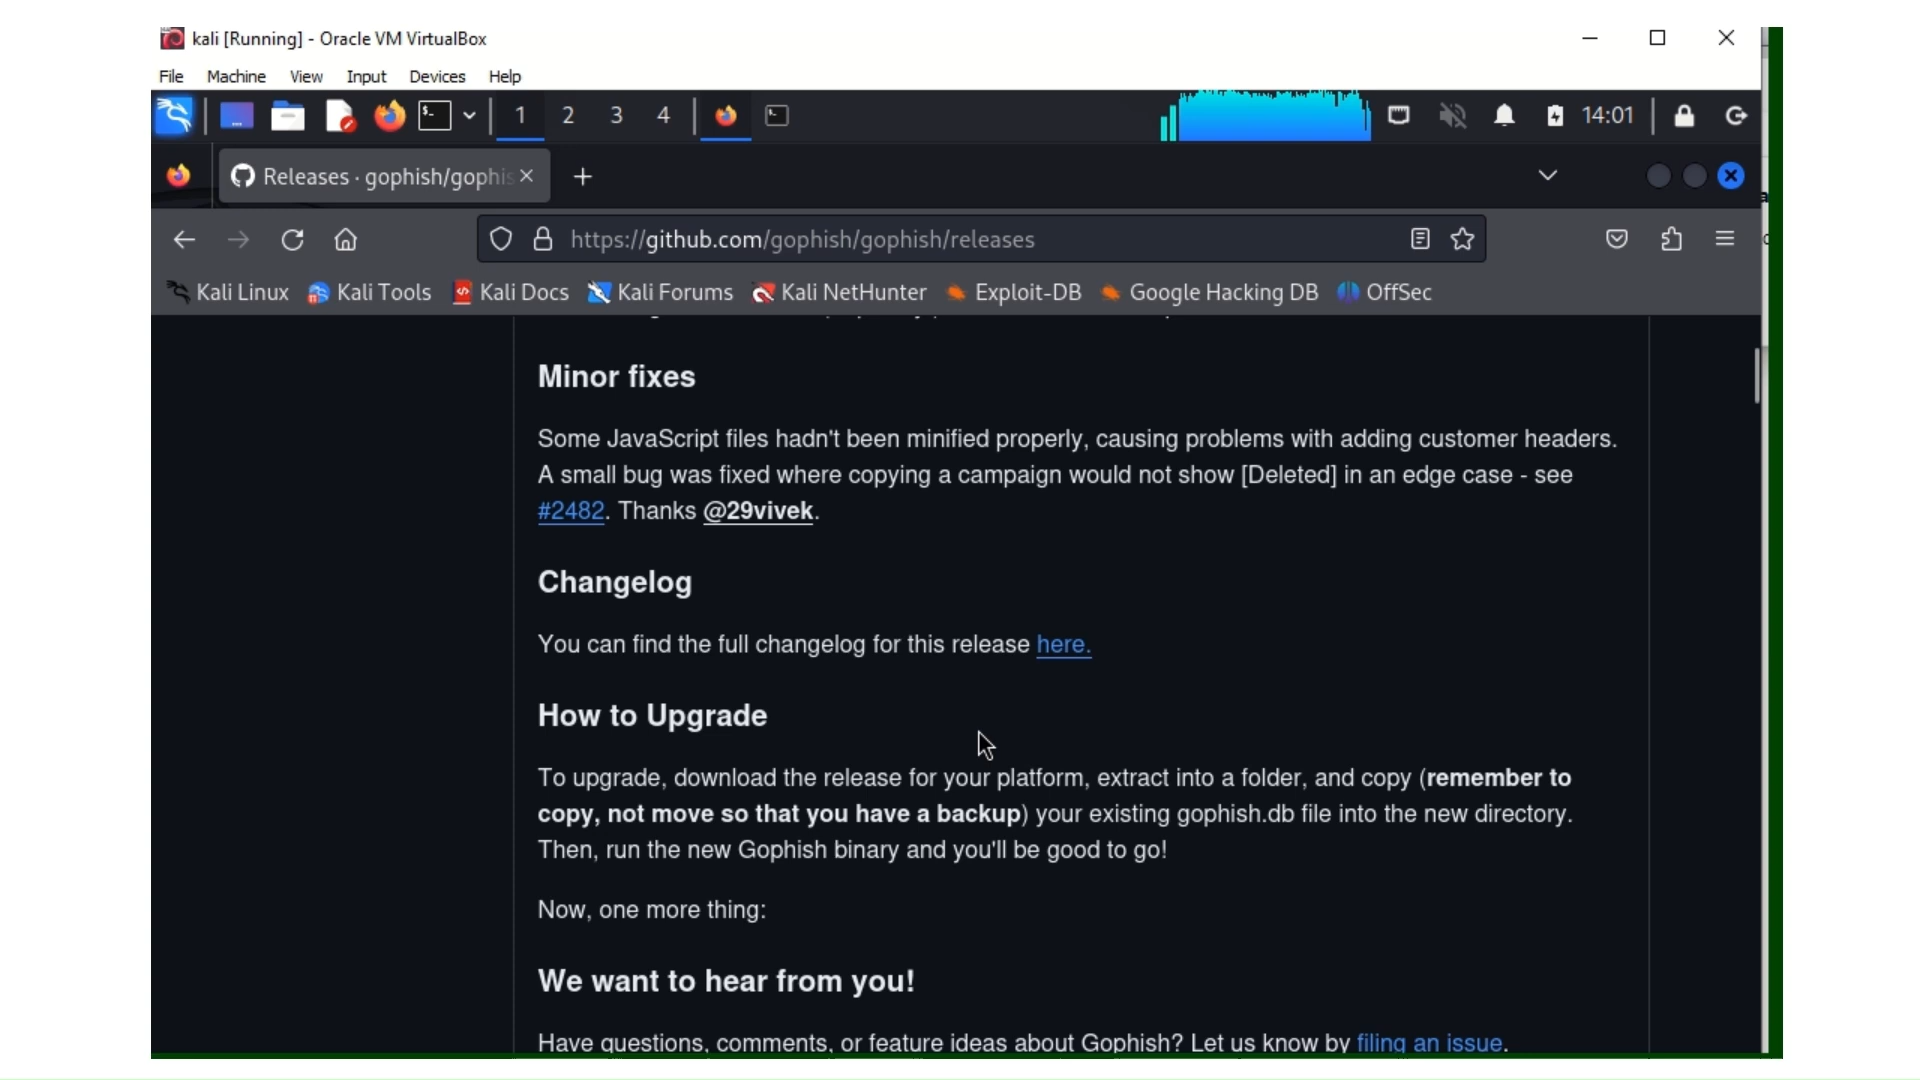 kali [Running] - Oracle VM VirtualBox
File Machine View Input Devices Help
1 2 3 4 14:01
Releases · gophish/gophis
https://github.com/gophish/gophish/releases
Kali Linux Kali Tools Kali Docs Kali Forums Kali NetHunter Exploit-DB Google Hacking DB OffSec
Minor fixes
Some JavaScript files hadn't been minified properly, causing problems with adding customer headers.
A small bug was fixed where copying a campaign would not show [Deleted] in an edge case - see
#2482. Thanks @29vivek.
Changelog
You can find the full changelog for this release here.
How to Upgrade
To upgrade, download the release for your platform, extract into a folder, and copy (remember to
copy, not move so that you have a backup) your existing gophish.db file into the new directory.
Then, run the new Gophish binary and you'll be good to go!
Now, one more thing:
We want to hear from you!
Have questions, comments, or feature ideas about Gophish? Let us know by filing an issue.